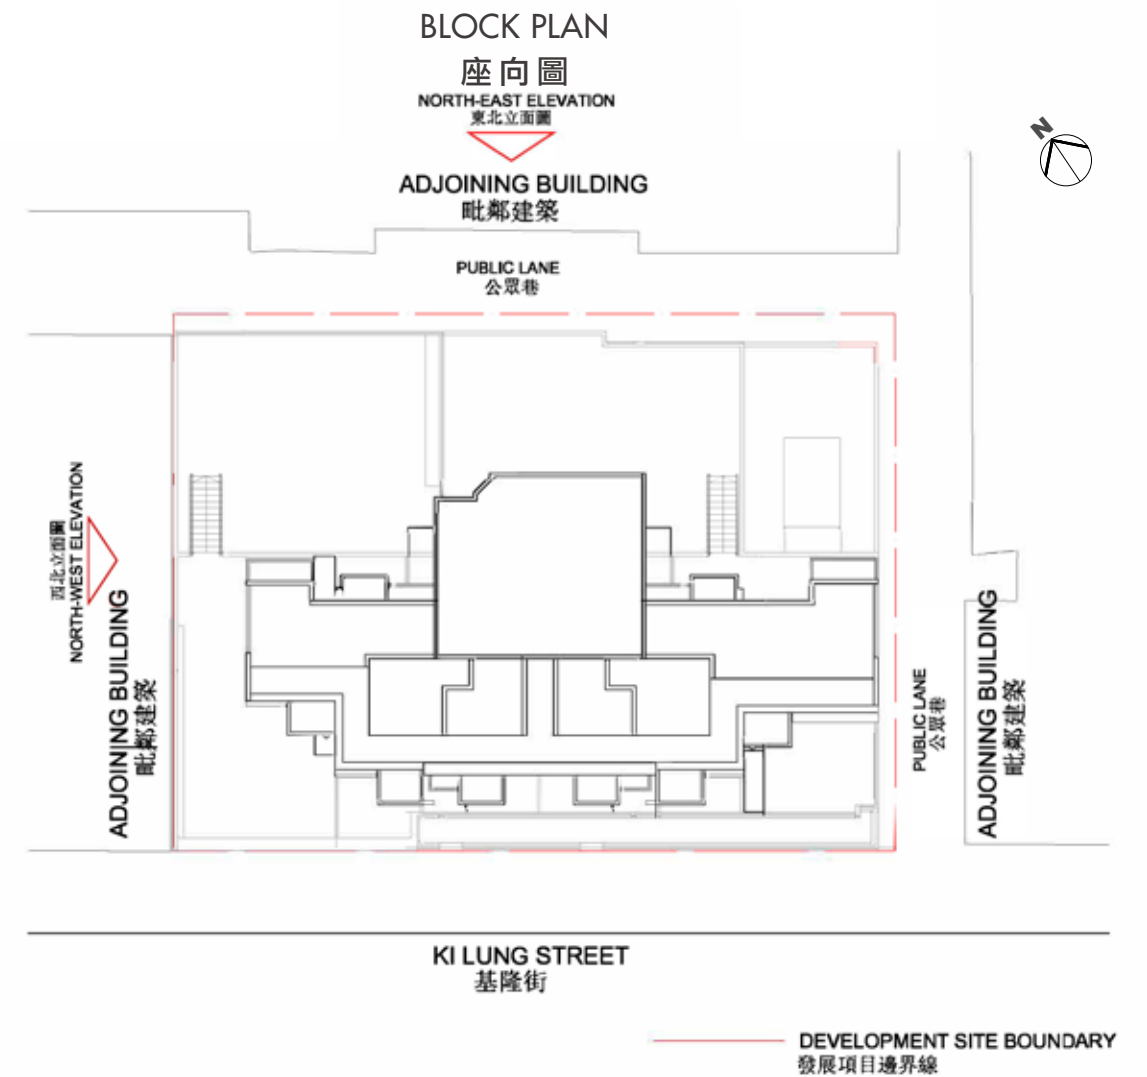 BLOCK PLAN
座向圖
NORTH-EAST ELEVATION
東北立面圖
N
ADJOINING BUILDING
毗鄰建築
PUBLIC LANE
公眾巷
西北立面圖
NORTH-WEST ELEVATION
ADJOINING BUILDING
毗鄰建築
PUBLIC LANE
公眾巷
ADJOINING BUILDING
毗鄰建築
KI LUNG STREET
基隆街
DEVELOPMENT SITE BOUNDARY
發展項目邊界線